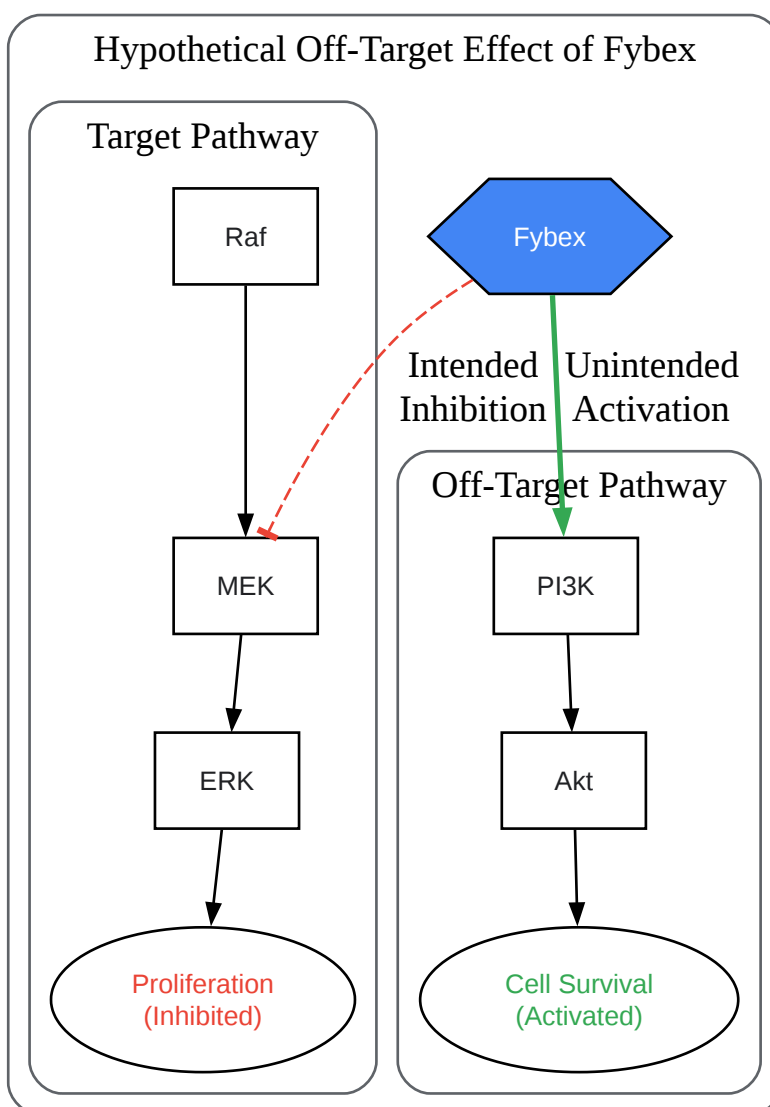 Hypothetical Off-Target Effect of Fybex
Target Pathway
Raf
Fybex
Intended
Inhibition
Unintended
Activation
Off-Target Pathway
MEK
PI3K
ERK
Akt
Proliferation
(Inhibited)
Cell Survival
(Activated)